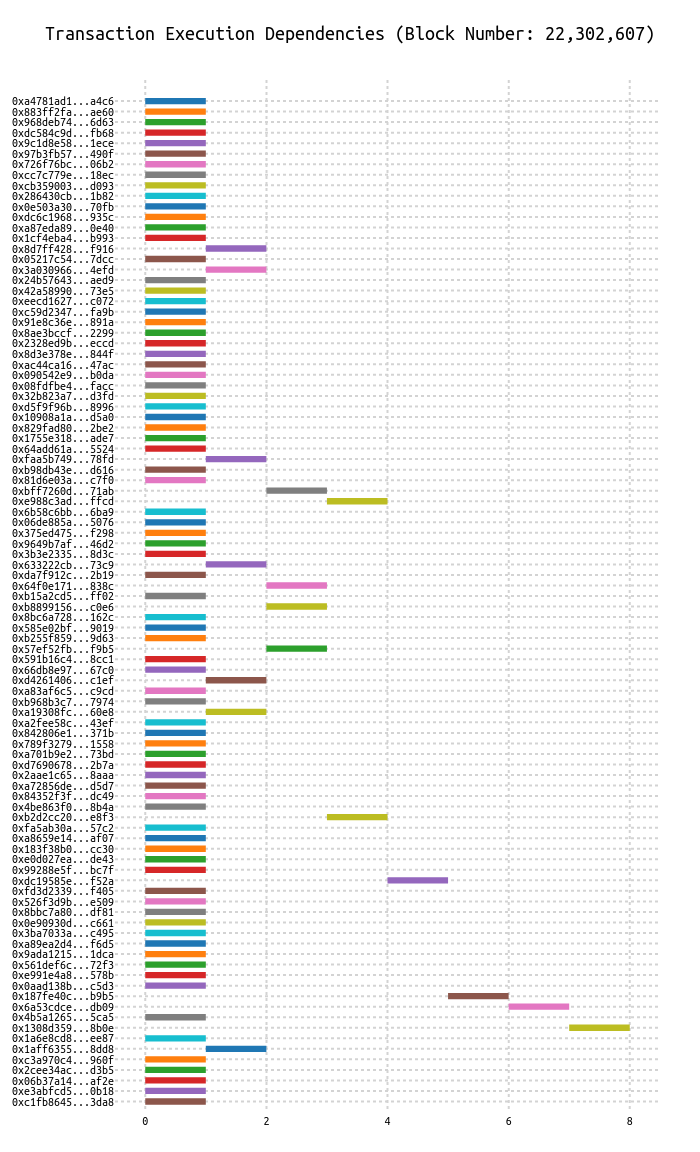 Transaction Execution Dependencies (Block Number: 22,302,607)
0xa4781ad1...a4c6
0x883ff2fa...ae60
0x968deb74...6d63
0xdc584c9d...fb68
0x9c1d8e58...1ece
0x97b3fb57...490f
0x726f76bc...06b2
0xcc7c779e...18ec
0xcb359003...d093
0x286430cb...1b82
0x0e503a30...70fb
0xdc6c1968...935c
0xa87eda89...0e40
0x1cf4eba4...b993
0x8d7ff428...f916
0x05217c54...7dcc
0x3a030966...4efd
0x24b57643...aed9
0x42a58990...73e5
0xeecd1627...c072
0xc59d2347...fa9b
0x91e8c36e...891a
0x8ae3bccf...2299
0x2328ed9b...eccd
0x8d3e378e...844f
0xac44ca16...47ac
0x090542e9...b0da
0x08fdfbe4...facc
0x32b823a7...d3fd
0xd5f9f96b...8996
0x10908a1a...d5a0
0x829fad80...2be2
0x1755e318...ade7
0x64add61a...5524
0xfaa5b749...78fd
0xb98db43e...d616
0x81d6e03a...c7f0
0xbff7260d...71ab
0xe988c3ad...ffcd
0x6b58c6bb...6ba9
0x06de885a...5076
0x375ed475...f298
0x9649b7af...46d2
0x3b3e2335...8d3c
0x633222cb...73c9
0xda7f912c...2b19
0x64f0e171...838c
0xb15a2cd5...ff02
0xb8899156...c0e6
0x8bc6a728...162c
0x585e02bf...9019
0xb255f859...9d63
0x57ef52fb...f9b5
0x591b16c4...8cc1
0x66db8e97...67c0
0xd4261406...c1ef
0xa83af6c5...c9cd
0xb968b3c7...7974
0xa19308fc...60e8
0xa2fee58c...43ef
0x842806e1...371b
0x789f3279...1558
0xa701b9e2...73bd
0xd7690678...2b7a
0x2aae1c65...8aaa
0xa72856de...d5d7
0x84352f3f...dc49
0x4be863f0...8b4a
0xb2d2cc20...e8f3
0xfa5ab30a...57c2
0xa8659e14...af07
0x183f38b0...cc30
0xe0d027ea...de43
0x99288e5f...bc7f
0xdc19585e...f52a
0xfd3d2339...f405
0x526f3d9b...e509
0x8bbc7a80...df81
0x0e90930d...c661
0x3ba7033a...c495
0xa89ea2d4...f6d5
0x9ada1215...1dca
0x561def6c...72f3
0xe991e4a8...578b
0x0aad138b...c5d3
0x187fe40c...b9b5
0x6a53cdce...db09
0x4b5a1265...5ca5
0x1308d359...8b0e
0x1a6e8cd8...ee87
0x1aff6355...8dd8
0xc3a970c4...960f
0x2cee34ac...d3b5
0x06b37a14...af2e
0xe3abfcd5...0b18
0xc1fb8645...3da8
0 2 4 6 8